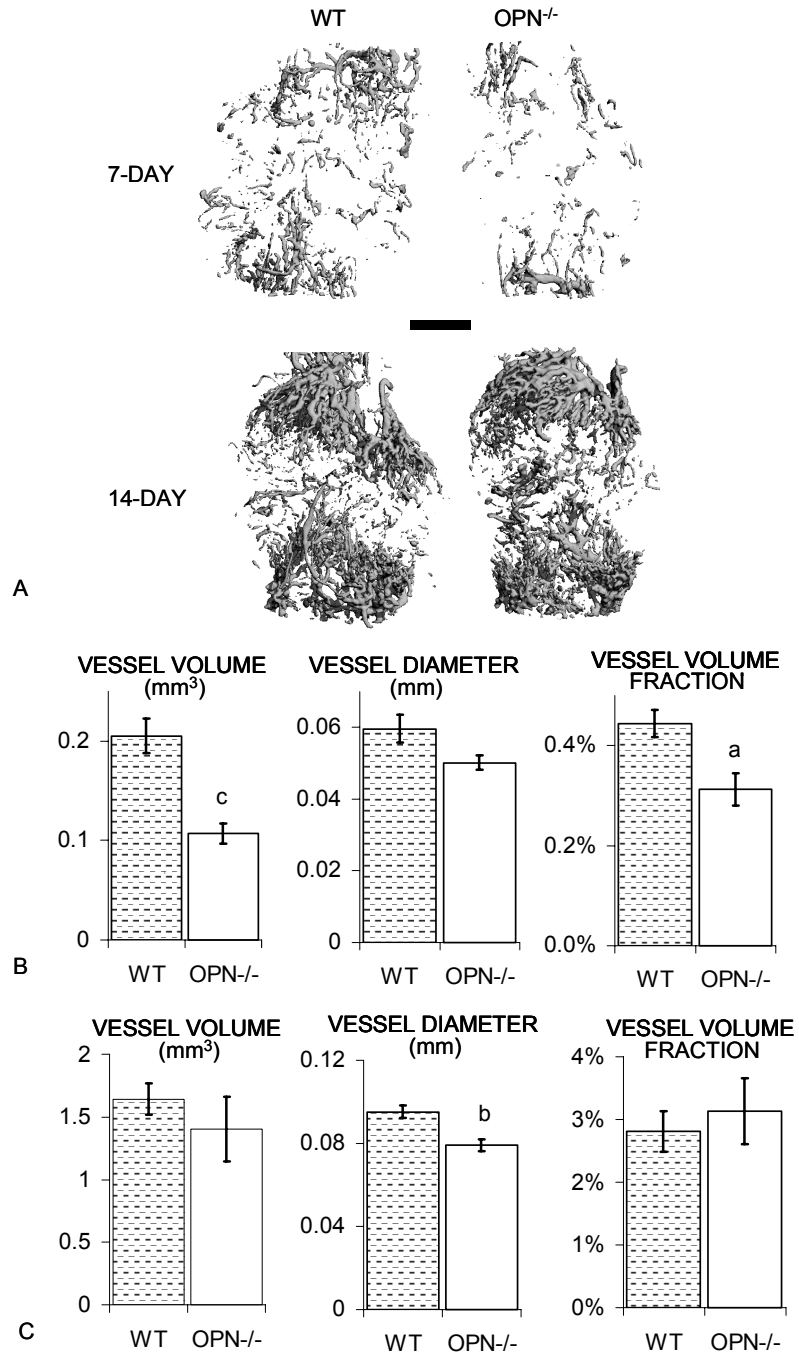 WT OPN-/-
7-DAY
14-DAY
A
VESSEL VOLUME
(mm3)
0.2
0.1
0
c
WT OPN-/-
VESSEL DIAMETER
(mm)
0.06
0.04
0.02
0
WT OPN-/-
VESSEL VOLUME
FRACTION
0.4%
0.2%
0.0%
a
WT OPN-/-
B
VESSEL VOLUME
(mm3)
2
1.5
1
0.5
0
WT OPN-/-
VESSEL DIAMETER
(mm)
0.12
0.08
0.04
0
b
WT OPN-/-
VESSEL VOLUME
FRACTION
4%
3%
2%
1%
0%
WT OPN-/-
C